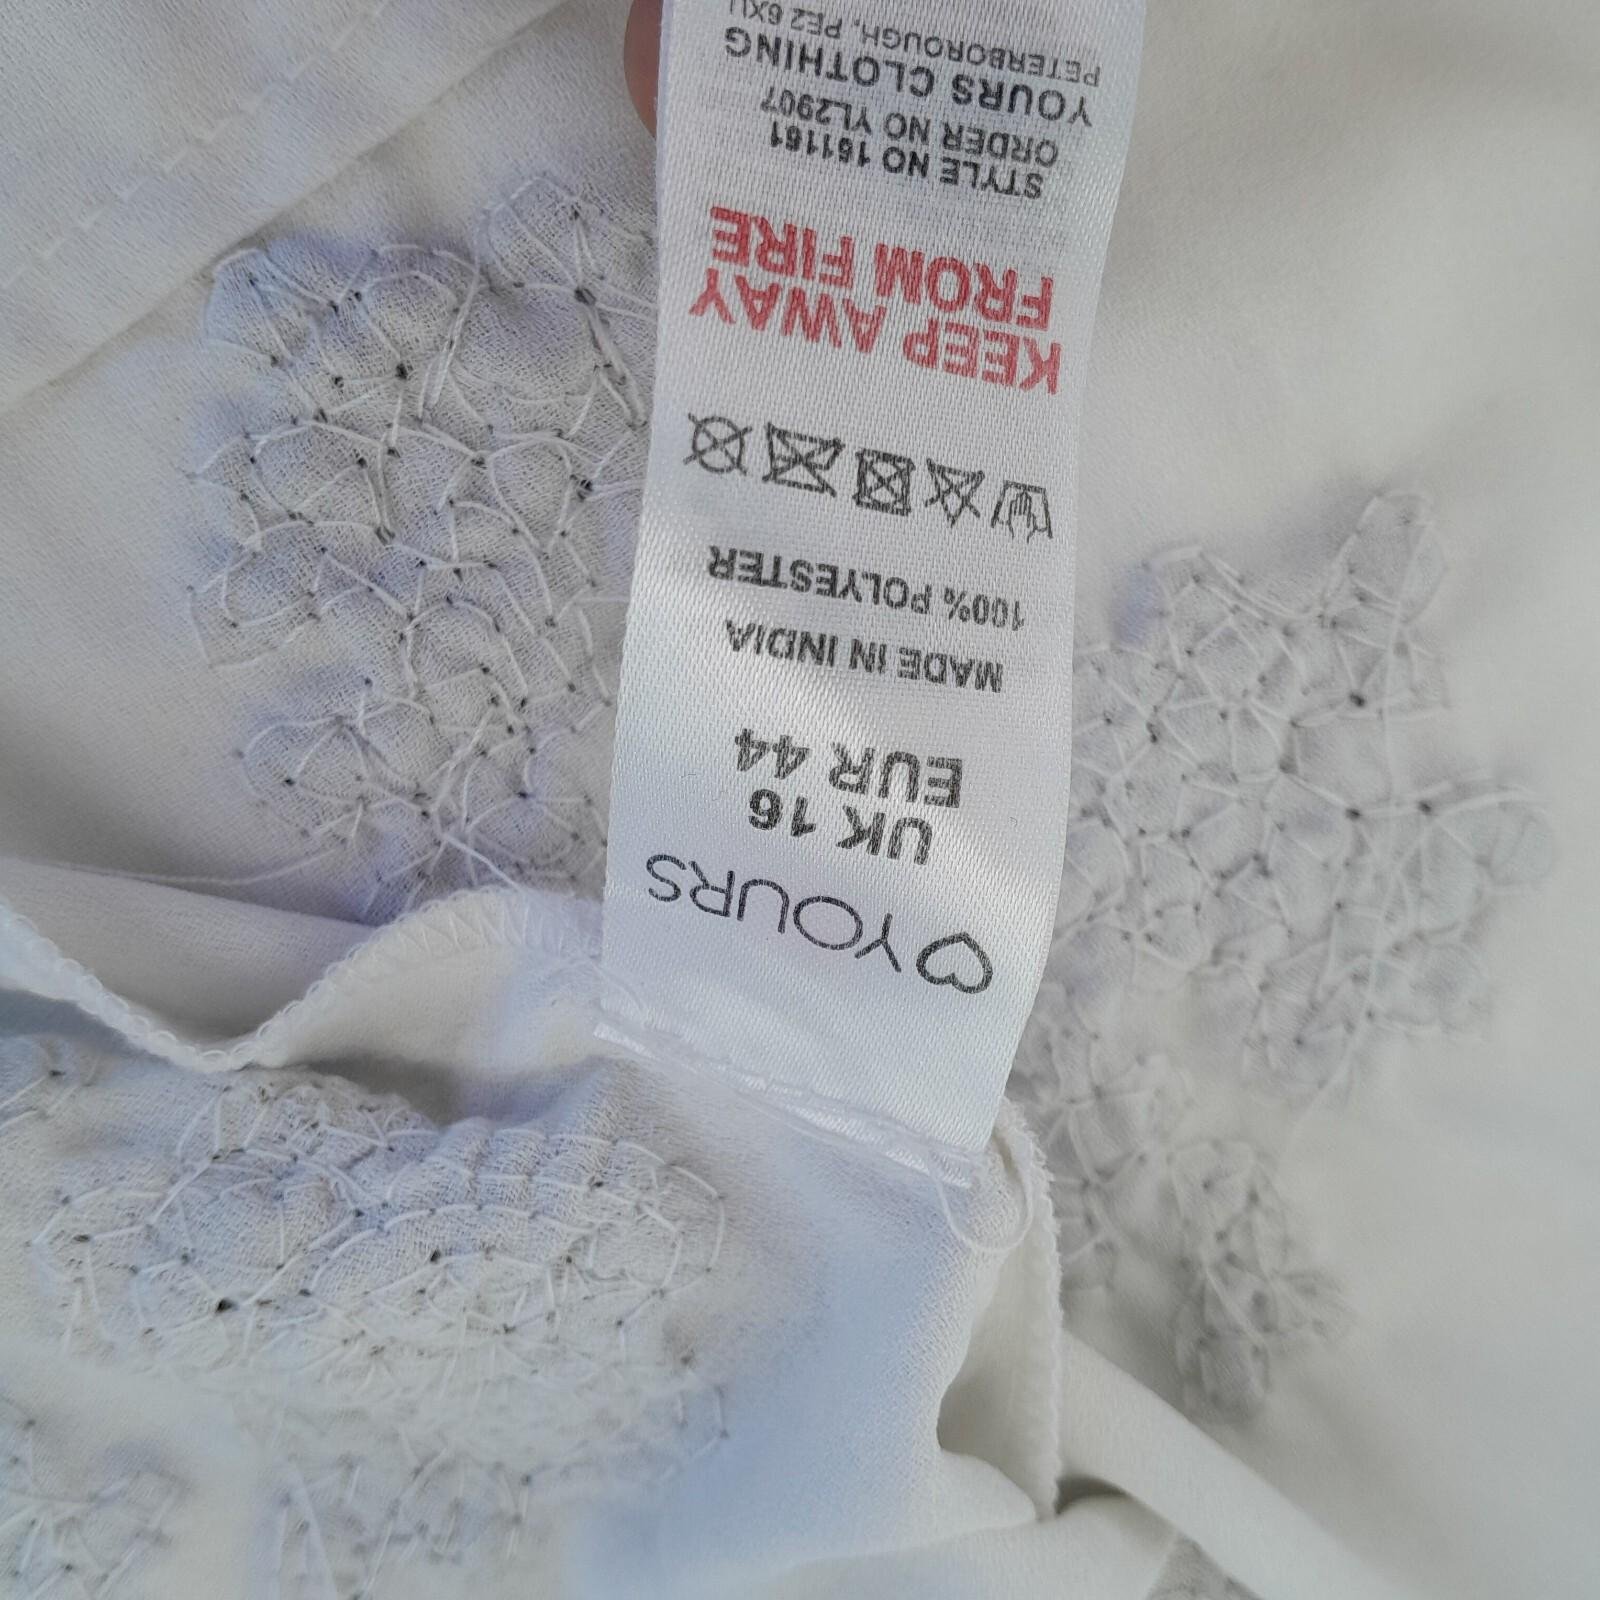 ♡YOURS
UK 16
EUR 44
MADE IN INDIA
100% POLYESTER
KEEP AWAY
FROM FIRE
STYLE NO 161161
ORDER NO YL2907
YOURS CLOTHING
PETERBOROUGH, PE2 6XU